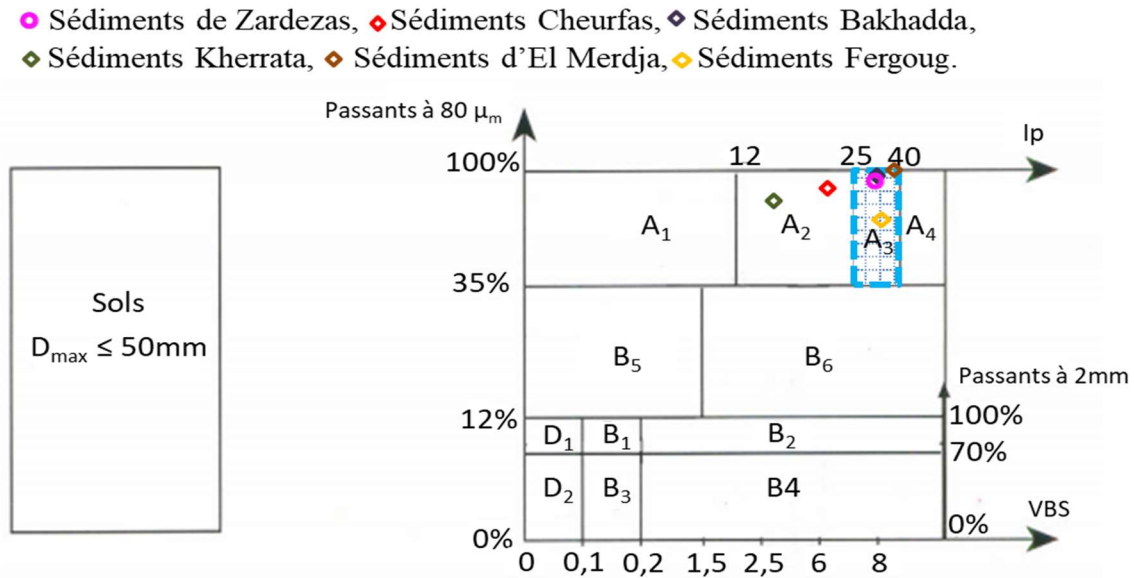 Sédiments de Zardezas, Sédiments Cheurfas, Sédiments Bakhadda,
Sédiments Kherrata, Sédiments d'El Merdja, Sédiments Fergoug.
Passants à 80 µm
Ip
100%
12 25 40
A1 A2 A3 A4
35%
Sols
Dmax ≤ 50mm
B5 B6
Passants à 2mm
12%
100%
D1 B1 B2
70%
D2 B3 B4
VBS
0%
0%
0 0,1 0,2 1,5 2,5 6 8